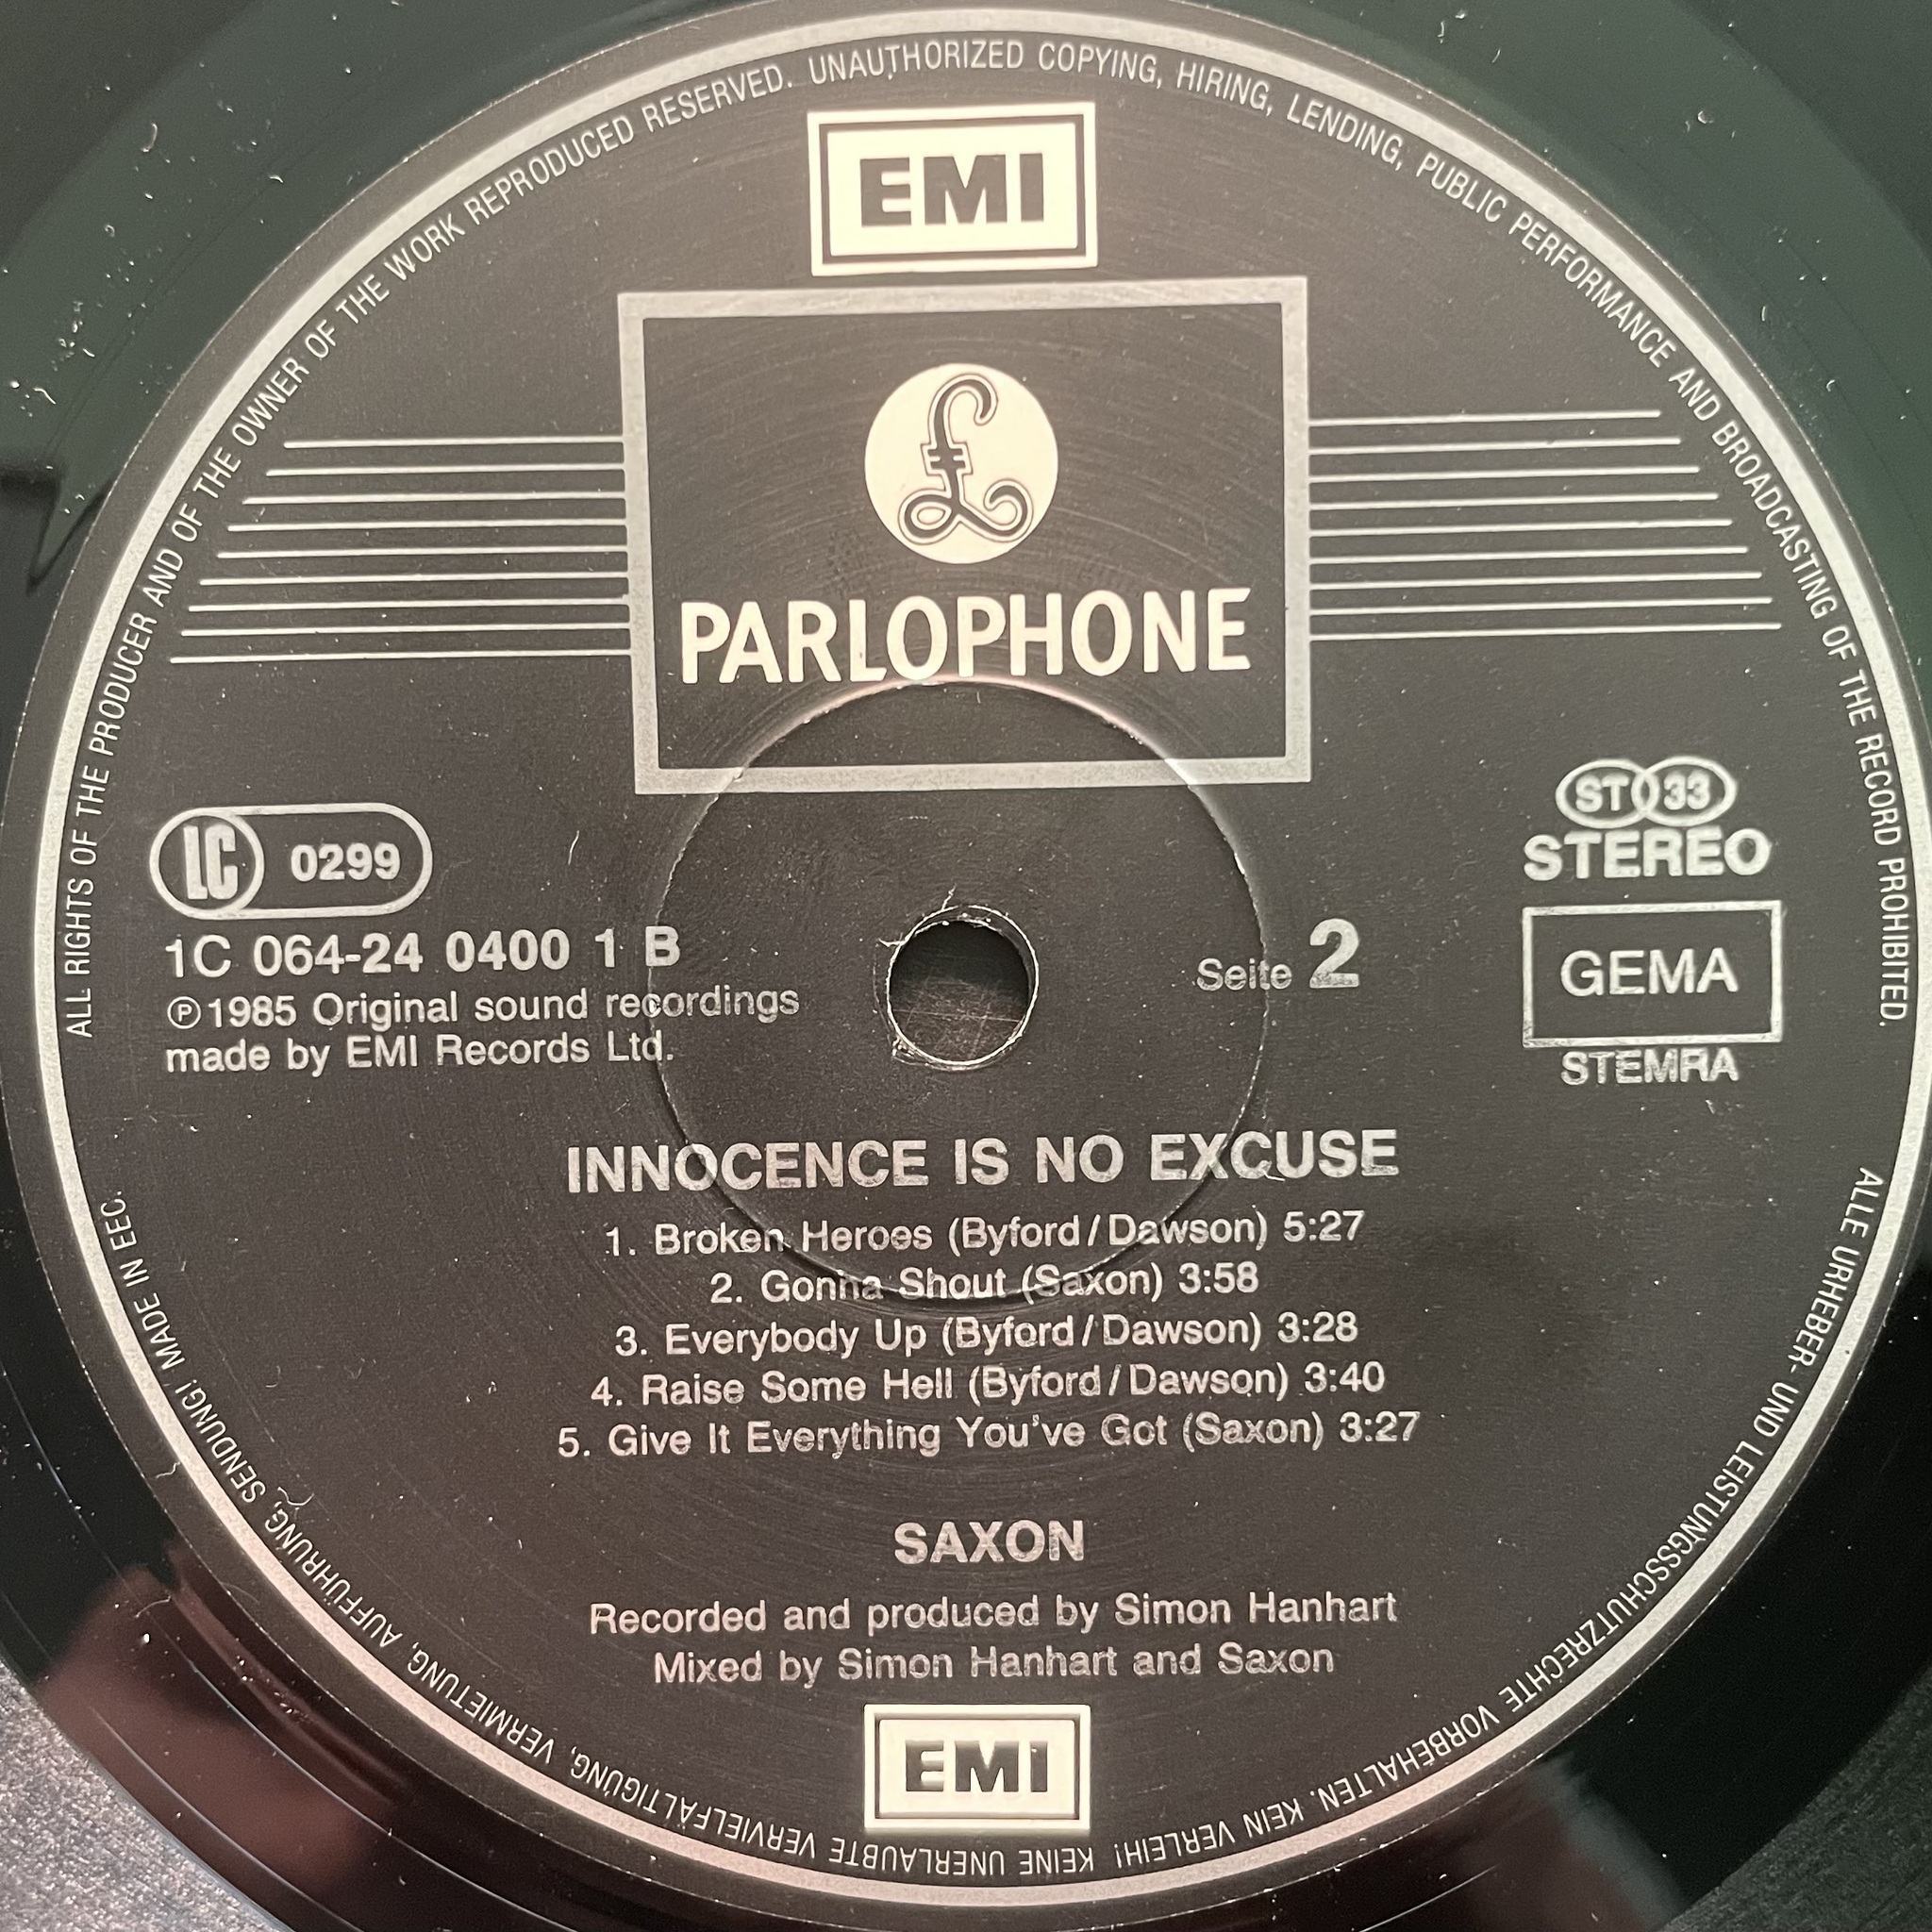 ALL RIGHTS OF THE PRODUCER AND OF THE OWNER OF THE WORK REPRODUCED RESERVED. UNAUTHORIZED COPYING, HIRING, LENDING, PUBLIC PERFORMANCE AND BROADCASTING OF THE RECORD PROHIBITED.
EMI
£
PARLOPHONE
LC 0299
1C 064-24 0400 1 B
℗ 1985 Original sound recordings
made by EMI Records Ltd.
Seite 2
ST 33
STEREO
GEMA
STEMRA
INNOCENCE IS NO EXCUSE
1. Broken Heroes (Byford/Dawson) 5:27
2. Gonna Shout (Saxon) 3:58
3. Everybody Up (Byford/Dawson) 3:28
4. Raise Some Hell (Byford/Dawson) 3:40
5. Give It Everything You've Got (Saxon) 3:27
SAXON
Recorded and produced by Simon Hanhart
Mixed by Simon Hanhart and Saxon
EMI
ALLE URHEBER- UND LEISTUNGSSCHUTZRECHTE VORBEHALTEN. KEIN VERLEIH! KEINE UNERLAUBTE VERVIELFÄLTIGUNG, VERMIETUNG, AUFFÜHRUNG, SENDUNG! MADE IN EEC.